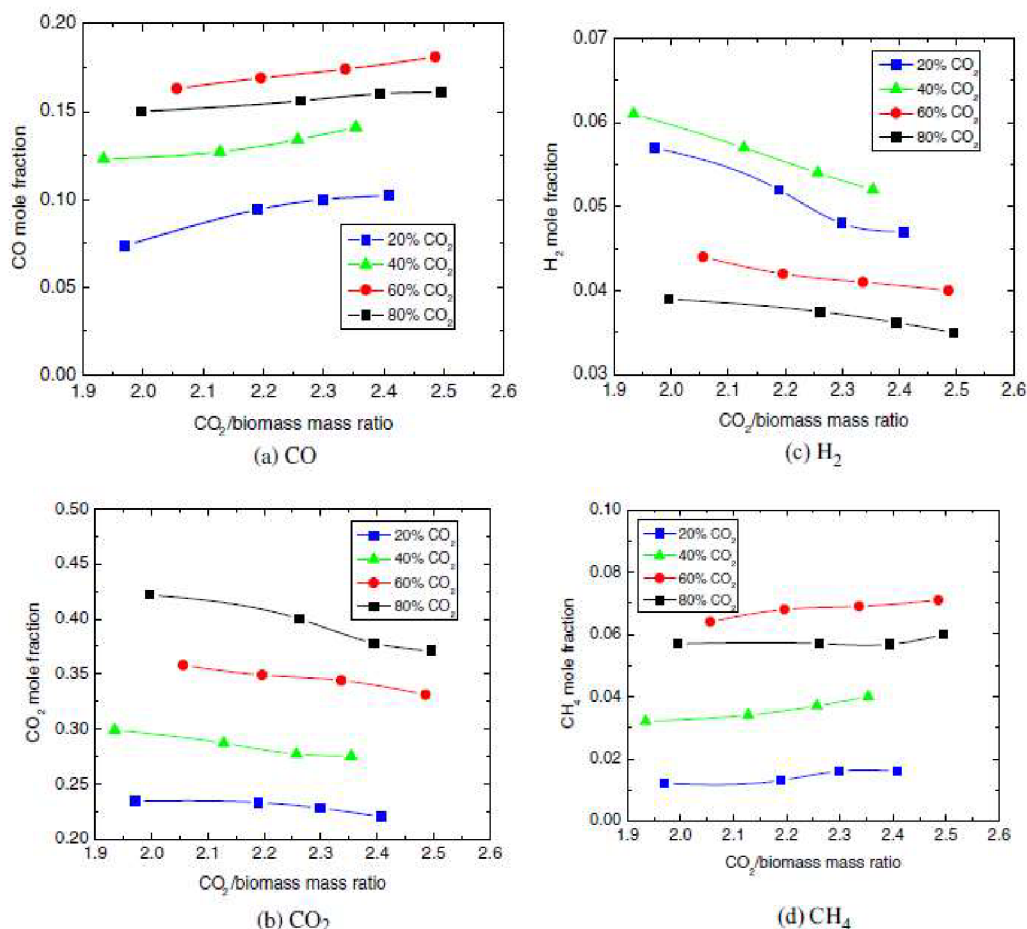 0.20
0.15
0.10
0.05
0.00
CO mole fraction
20% CO₂
40% CO₂
60% CO₂
80% CO₂
1.9 2.0 2.1 2.2 2.3 2.4 2.5 2.6
CO₂/biomass mass ratio
(a) CO
0.07
0.06
0.05
0.04
0.03
H₂ mole fraction
20% CO₂
40% CO₂
60% CO₂
80% CO₂
1.9 2.0 2.1 2.2 2.3 2.4 2.5 2.6
CO₂/biomass mass ratio
(c) H₂
0.50
0.45
0.40
0.35
0.30
0.25
0.20
CO₂ mole fraction
20% CO₂
40% CO₂
60% CO₂
80% CO₂
1.9 2.0 2.1 2.2 2.3 2.4 2.5 2.6
CO₂/biomass mass ratio
(b) CO₂
0.10
0.08
0.06
0.04
0.02
0.00
CH₄ mole fraction
20% CO₂
40% CO₂
60% CO₂
80% CO₂
1.9 2.0 2.1 2.2 2.3 2.4 2.5 2.6
CO₂/biomass mass ratio
(d) CH₄